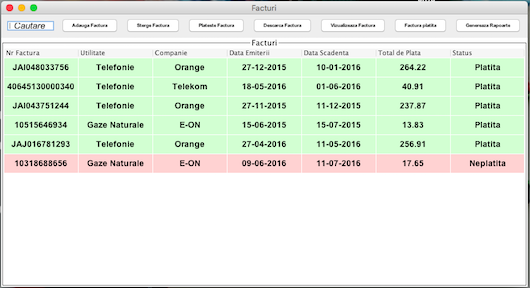 Facturi
Cautare Adauga Factura Sterge Factura Plateste Factura Descarca Factura Vizualizeaza Factura Factura platita Genereaza Rapoarte
Facturi
Nr Factura Utilitate Companie Data Emiterii Data Scadenta Total de Plata Status
JAI048033756 Telefonie Orange 27-12-2015 10-01-2016 264.22 Platita
40645130000340 Telefonie Telekom 18-05-2016 01-06-2016 40.91 Platita
JAI043751244 Telefonie Orange 27-11-2015 11-12-2015 237.87 Platita
10515646934 Gaze Naturale E-ON 15-06-2015 15-07-2015 13.83 Platita
JAJ016781293 Telefonie Orange 27-04-2016 11-05-2016 256.91 Platita
10318688656 Gaze Naturale E-ON 09-06-2016 11-07-2016 17.65 Neplatita